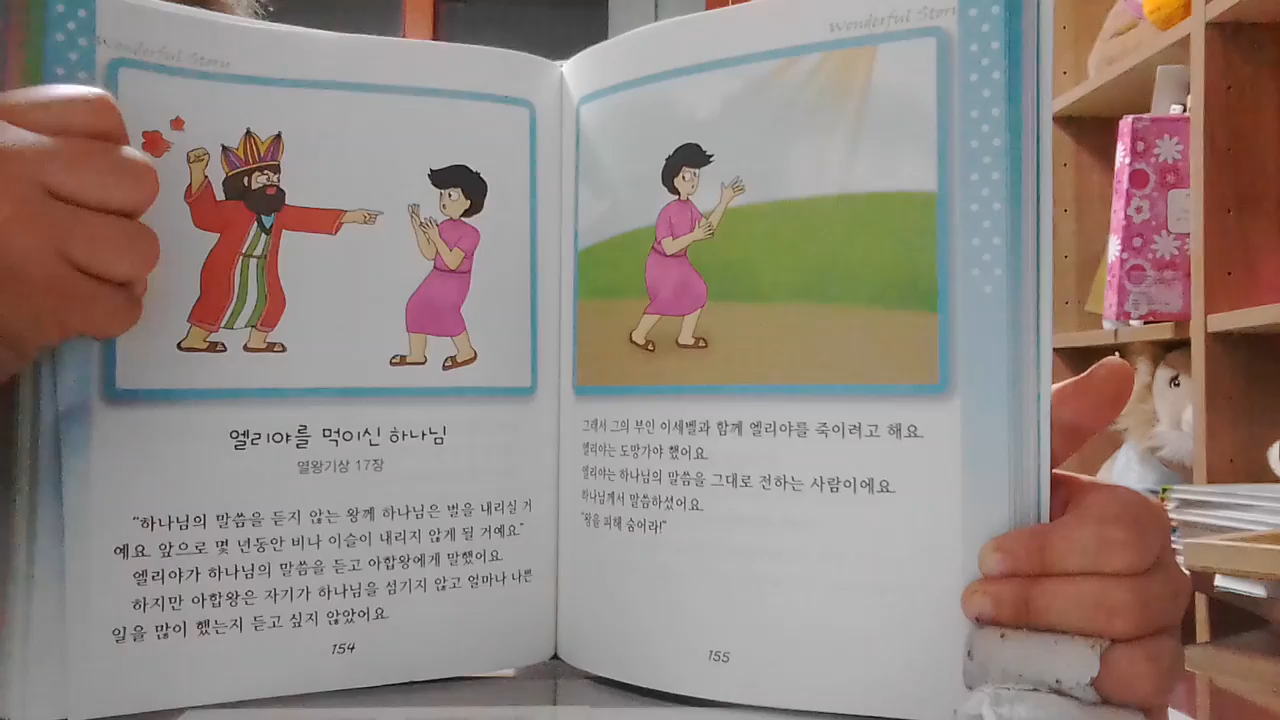 Wonderful Story
엘리야를 먹이신 하나님
열왕기상 17장
"하나님의 말씀을 듣지 않는 왕께 하나님은 벌을 내리실 거
예요. 앞으로 몇 년동안 비나 이슬이 내리지 않게 될 거예요"
엘리야가 하나님의 말씀을 듣고 아합왕에게 말했어요.
하지만 아합왕은 자기가 하나님을 섬기지 않고 얼마나 나쁜
일을 많이 했는지 듣고 싶지 않았어요.
154
Wonderful Story
그래서 그의 부인 이세벨과 함께 엘리야를 죽이려고 해요.
엘리야는 도망가야 했어요.
엘리야는 하나님의 말씀을 그대로 전하는 사람이에요.
하나님께서 말씀하셨어요.
"왕을 피해 숨어라!"
155